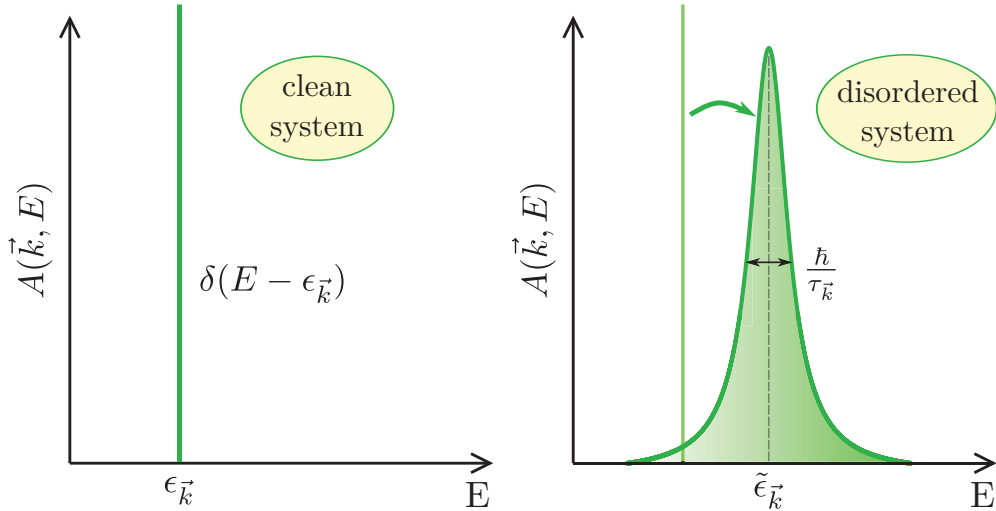 clean
system
A(k⃗, E)
δ(E − ϵ_k⃗)
ϵ_k⃗
E
disordered
system
A(k⃗, E)
ħ
τ_k⃗
ϵ̃_k⃗
E